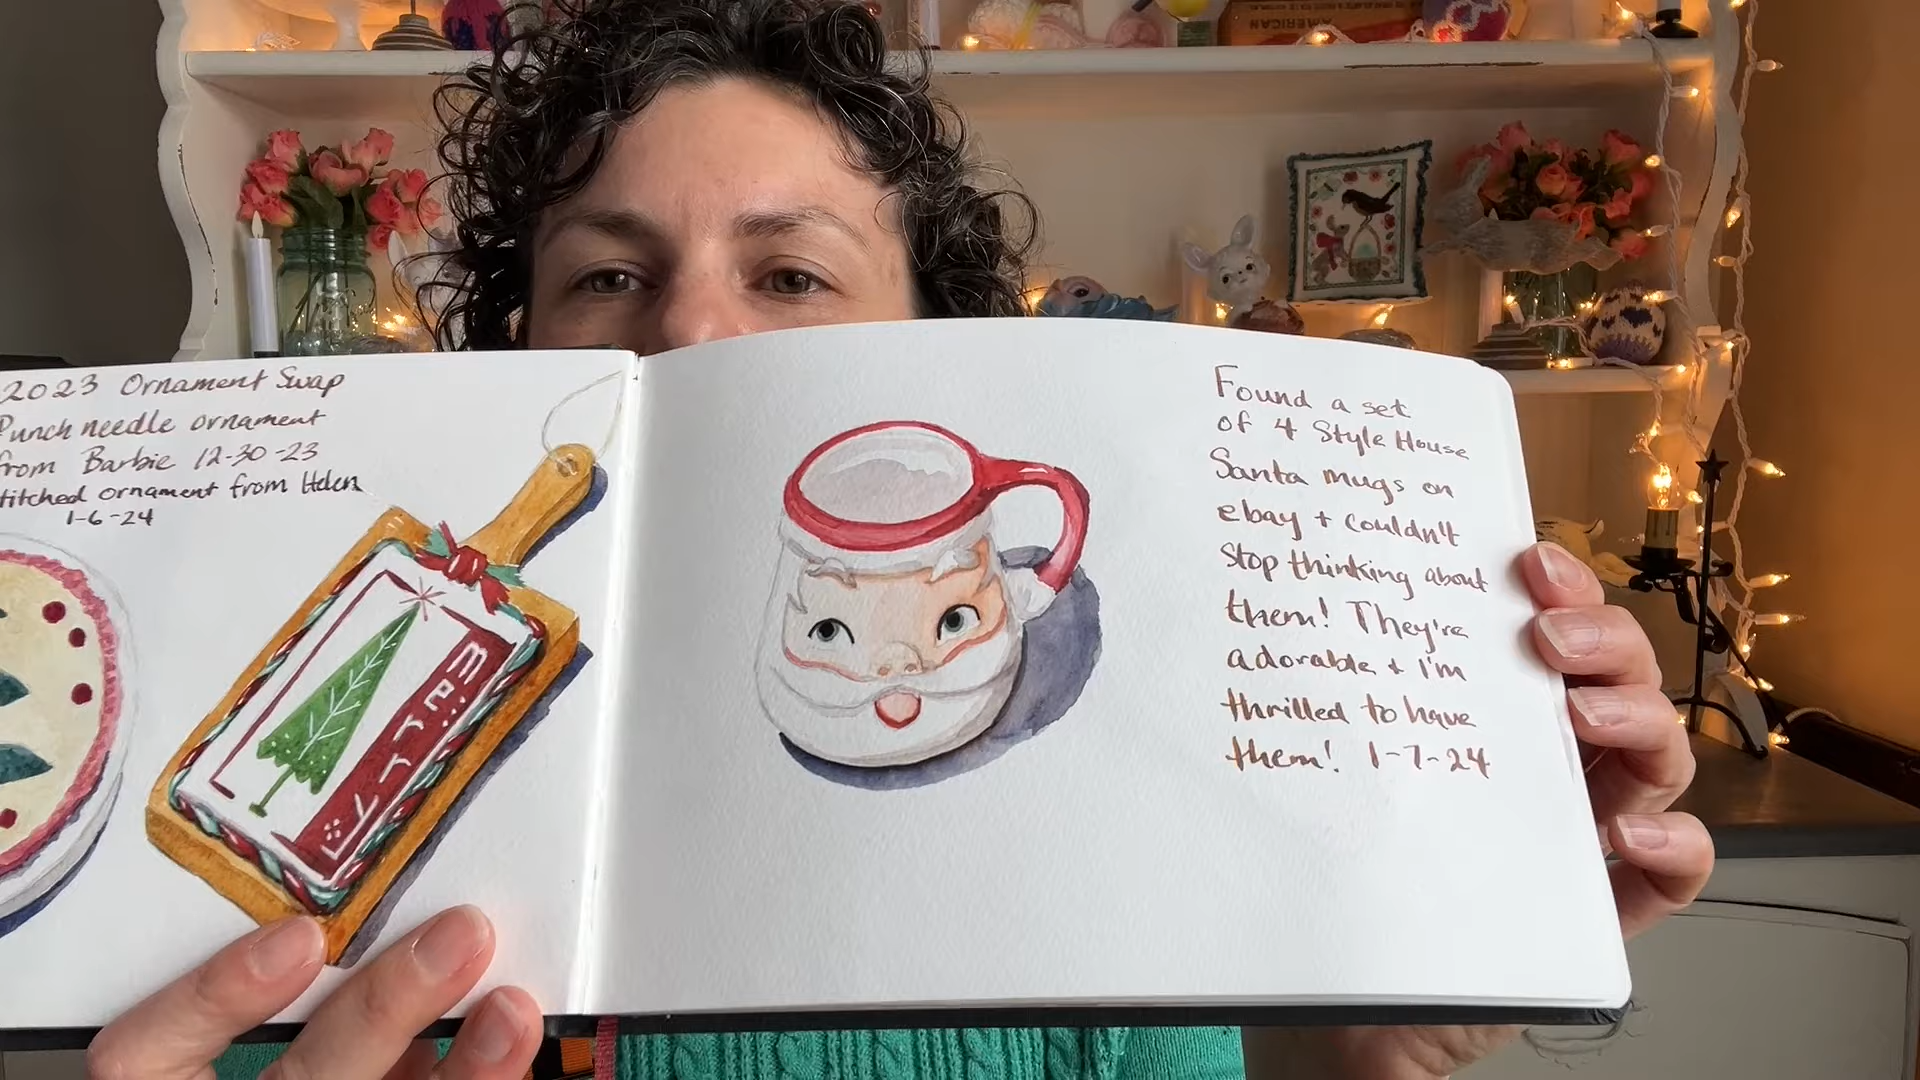 AMERICAN
2023 Ornament Swap
Punch needle ornament
from Barbie 12-30-23
titched ornament from Helen
1-6-24
MERRY
Found a set
of 4 Style House
Santa mugs on
ebay + couldn't
stop thinking about
them! They're
adorable + I'm
thrilled to have
them! 1-7-24